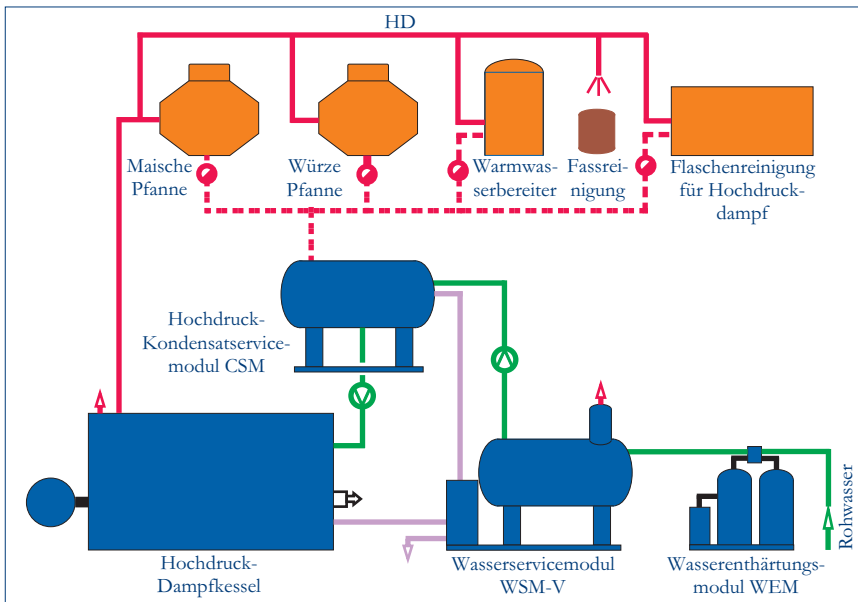 HD
Maische
Pfanne
Würze
Pfanne
Warmwas-
serbereiter
Fassrei-
nigung
Flaschenreinigung
für Hochdruck-
dampf
Hochdruck-
Kondensatservice-
modul CSM
Hochdruck-
Dampfkessel
Wasserservicemodul
WSM-V
Wasserenthärtungs-
modul WEM
Rohwasser